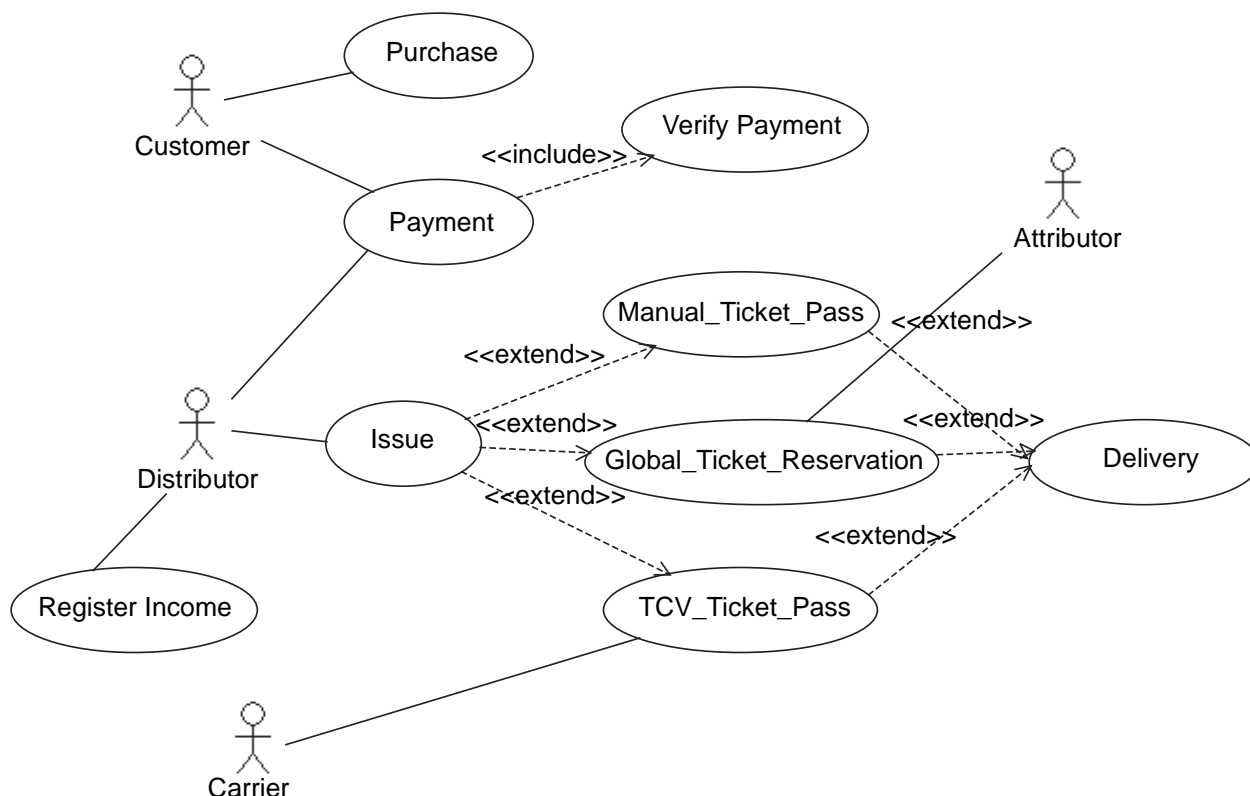 Purchase
Customer
Verify Payment
<<include>>
Payment
Attributor
Manual_Ticket_Pass
<<extend>>
<<extend>>
<<extend>>
<<extend>>
Issue
Global_Ticket_Reservation
Delivery
Distributor
<<extend>>
<<extend>>
Register Income
TCV_Ticket_Pass
Carrier